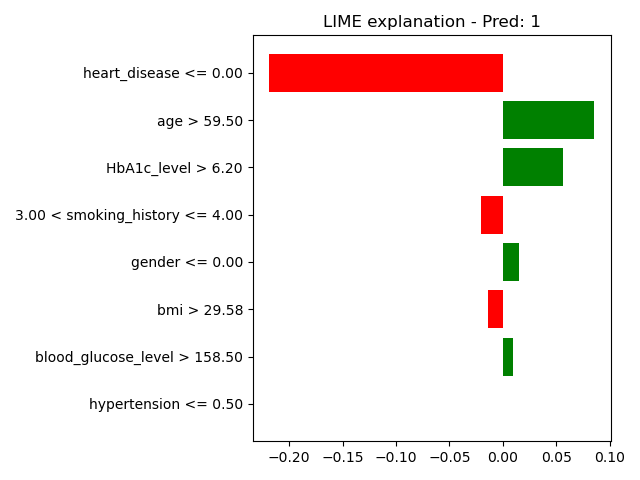 LIME explanation - Pred: 1
heart_disease <= 0.00
age > 59.50
HbA1c_level > 6.20
3.00 < smoking_history <= 4.00
gender <= 0.00
bmi > 29.58
blood_glucose_level > 158.50
hypertension <= 0.50
−0.20 −0.15 −0.10 −0.05 0.00 0.05 0.10